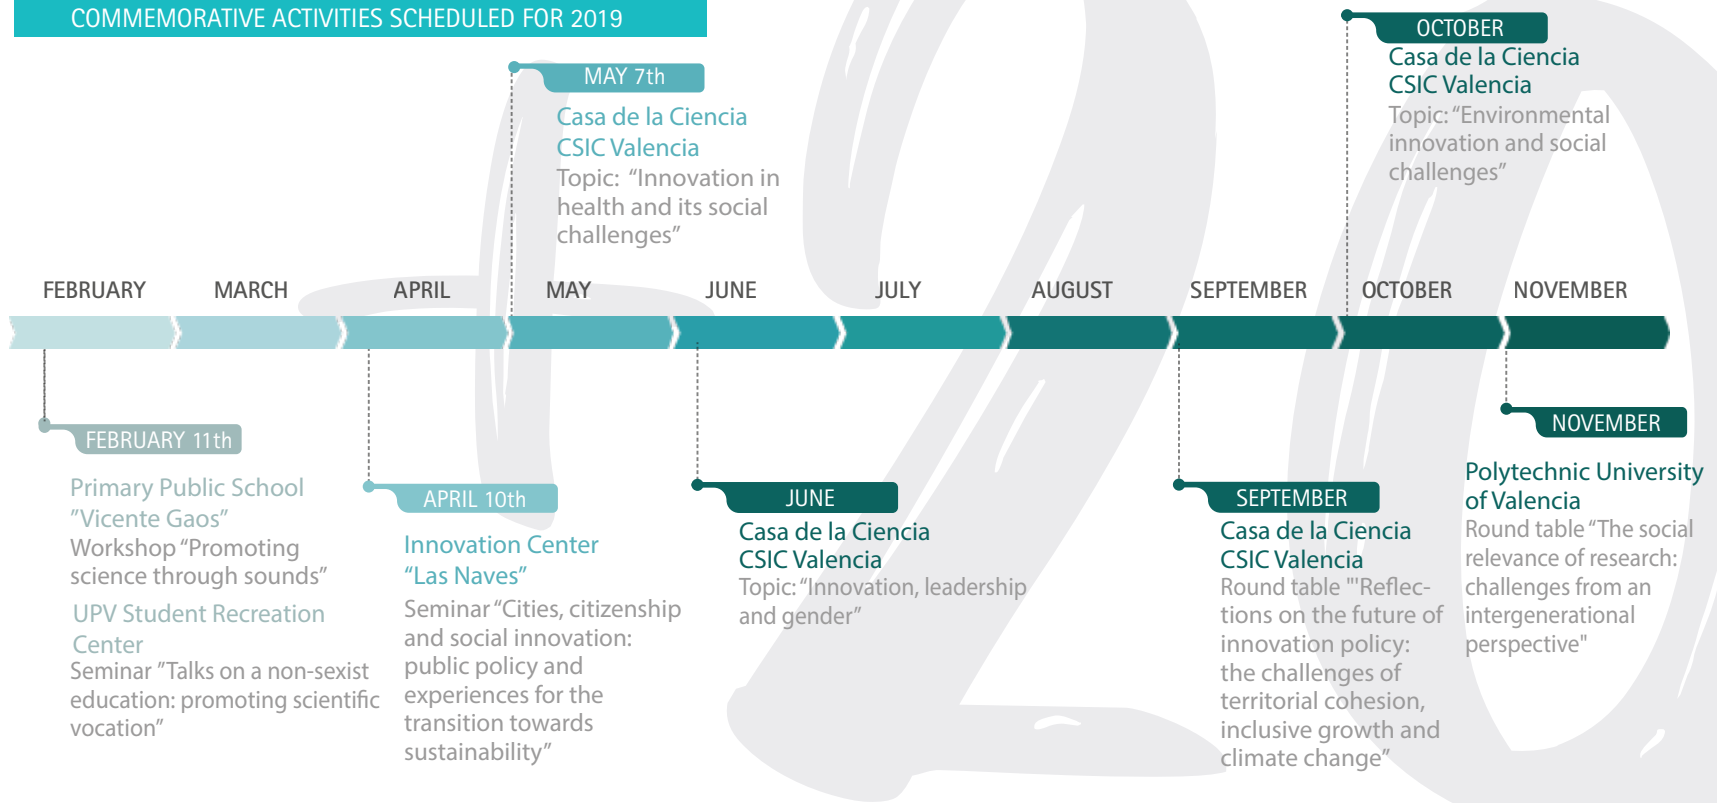 COMMEMORATIVE ACTIVITIES SCHEDULED FOR 2019
MAY 7th
Casa de la Ciencia
CSIC Valencia
Topic: “Innovation in
health and its social
challenges”
OCTOBER
Casa de la Ciencia
CSIC Valencia
Topic: “Environmental
innovation and social
challenges”
FEBRUARY MARCH APRIL MAY JUNE JULY AUGUST SEPTEMBER OCTOBER NOVEMBER
FEBRUARY 11th
Primary Public School
”Vicente Gaos”
Workshop “Promoting
science through sounds”
UPV Student Recreation
Center
Seminar ”Talks on a non-sexist
education: promoting scientific
vocation”
APRIL 10th
Innovation Center
“Las Naves”
Seminar “Cities, citizenship
and social innovation:
public policy and
experiences for the
transition towards
sustainability”
JUNE
Casa de la Ciencia
CSIC Valencia
Topic: “Innovation, leadership
and gender”
SEPTEMBER
Casa de la Ciencia
CSIC Valencia
Round table "'Reflec-
tions on the future of
innovation policy:
the challenges of
territorial cohesion,
inclusive growth and
climate change”
NOVEMBER
Polytechnic University
of Valencia
Round table “The social
relevance of research:
challenges from an
intergenerational
perspective"
+20